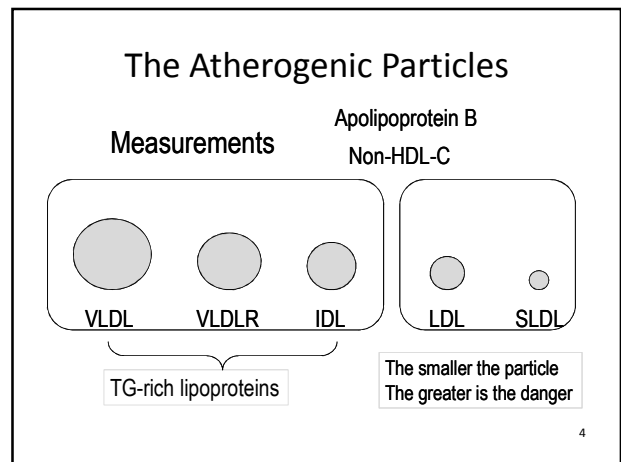 The Atherogenic Particles
Measurements
Apolipoprotein B
Non-HDL-C
VLDL VLDLR IDL LDL SLDL
TG-rich lipoproteins
The smaller the particle
The greater is the danger
4